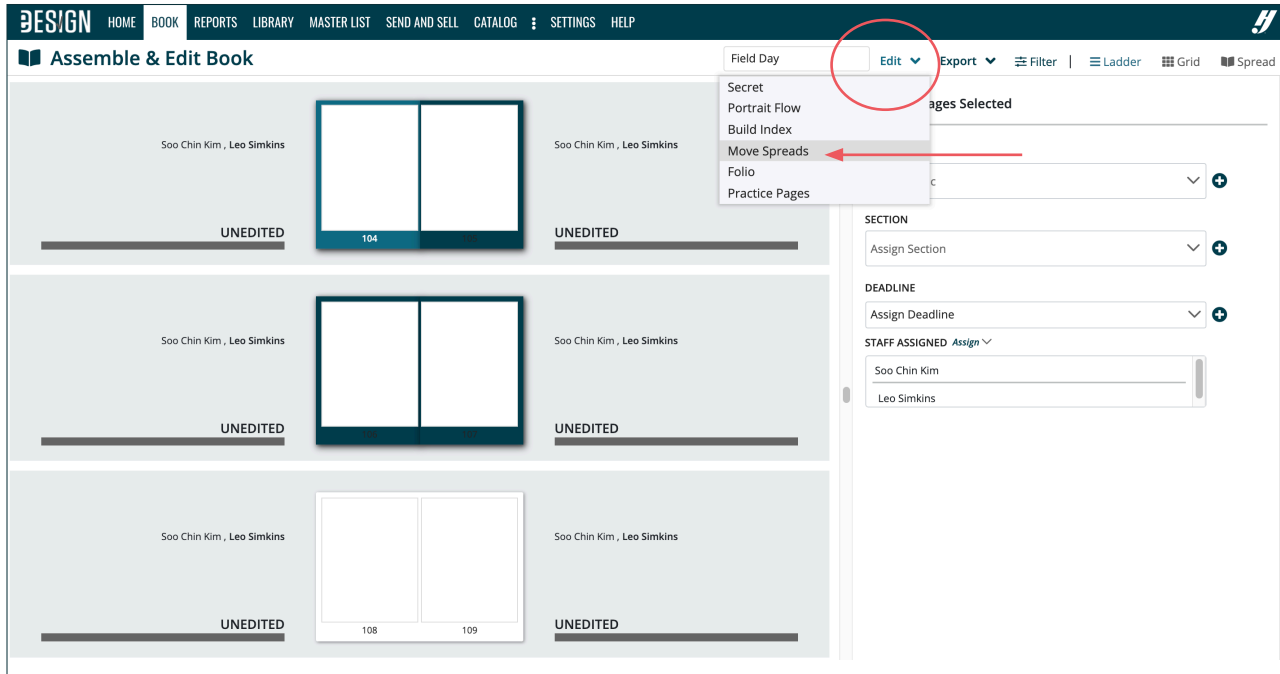 DESIGN HOME BOOK REPORTS LIBRARY MASTER LIST SEND AND SELL CATALOG SETTINGS HELP
Assemble & Edit Book
Field Day Edit Export Filter | Ladder Grid Spread
Secret
Portrait Flow
Build Index
Move Spreads
Folio
Practice Pages
ages Selected
c
SECTION
Assign Section
DEADLINE
Assign Deadline
STAFF ASSIGNED Assign
Soo Chin Kim
Leo Simkins
Soo Chin Kim , Leo Simkins
UNEDITED
104 105
Soo Chin Kim , Leo Simkins
UNEDITED
Soo Chin Kim , Leo Simkins
UNEDITED
106 107
Soo Chin Kim , Leo Simkins
UNEDITED
Soo Chin Kim , Leo Simkins
UNEDITED
108 109
Soo Chin Kim , Leo Simkins
UNEDITED